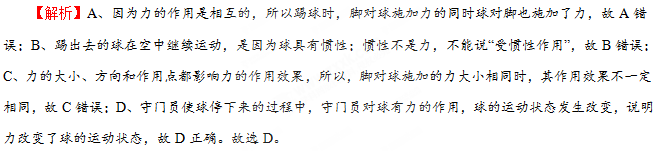 【解析】A、因为力的作用是相互的，所以踢球时，脚对球施加力的同时球对脚也施加了力，故 A 错
误；B、踢出去的球在空中继续运动，是因为球具有惯性；惯性不是力，不能说“受惯性作用”，故 B 错误；
C、力的大小、方向和作用点都影响力的作用效果，所以，脚对球施加的力大小相同时，其作用效果不一定
相同，故 C 错误；D、守门员使球停下来的过程中，守门员对球有力的作用，球的运动状态发生改变，说明
力改变了球的运动状态，故 D 正确。故选 D。